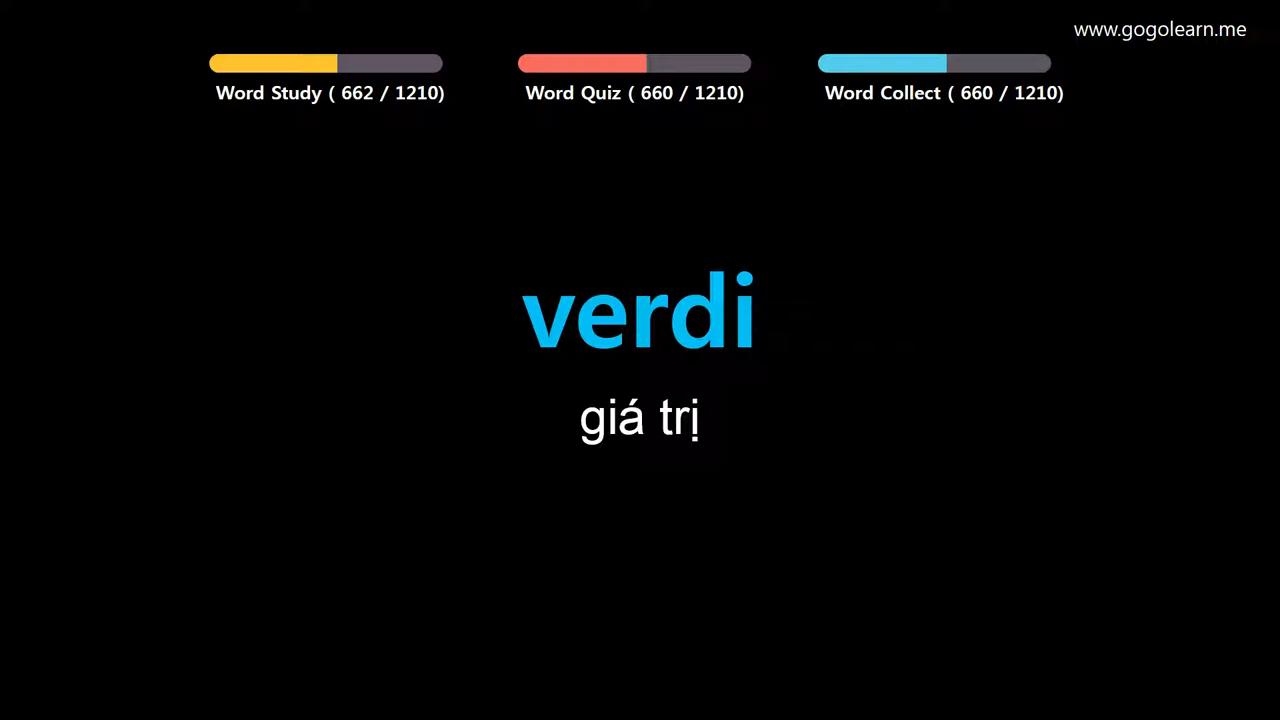 www.gogolearn.me
Word Study ( 662 / 1210)
Word Quiz ( 660 / 1210)
Word Collect ( 660 / 1210)
verdi
giá trị